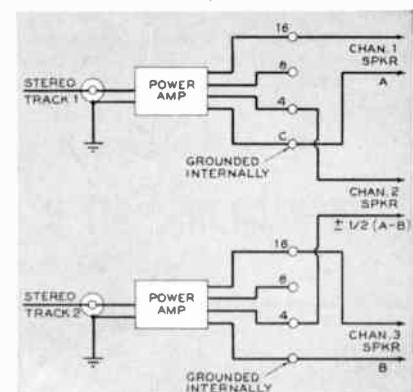 16
CHAN. 1
SPKR
8
STEREO
TRACK 1
POWER
AMP
A
4
C
GROUNDED
INTERNALLY
CHAN. 2
SPKR
± 1/2 (A-B)
16
8
STEREO
TRACK 2
POWER
AMP
4
CHAN. 3
SPKR
B
GROUNDED
INTERNALLY